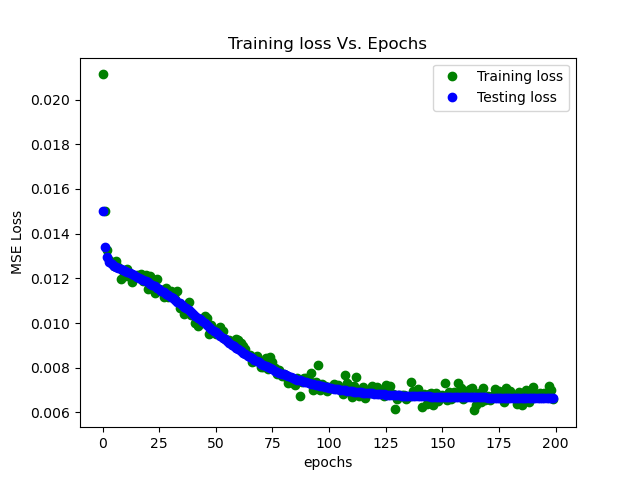 Training loss Vs. Epochs
Training loss
Testing loss
MSE Loss
0.020
0.018
0.016
0.014
0.012
0.010
0.008
0.006
0 25 50 75 100 125 150 175 200
epochs